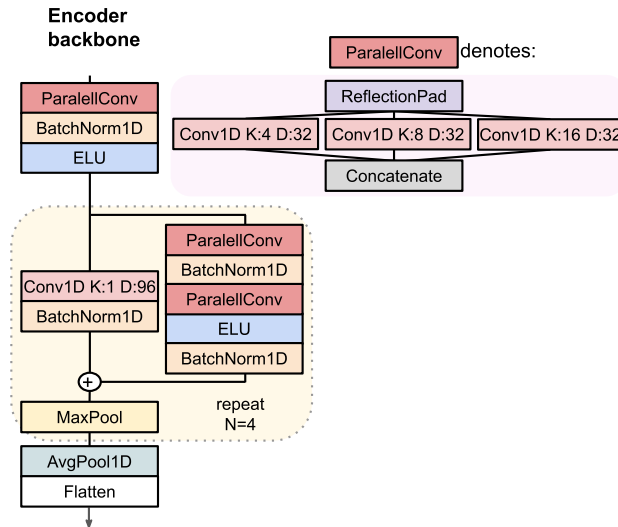 Encoder
backbone
ParalellConv denotes:
ParalellConv
BatchNorm1D
ELU
ReflectionPad
Conv1D K:4 D:32
Conv1D K:8 D:32
Conv1D K:16 D:32
Concatenate
Conv1D K:1 D:96
BatchNorm1D
ParalellConv
BatchNorm1D
ParalellConv
ELU
BatchNorm1D
+
MaxPool
repeat
N=4
AvgPool1D
Flatten